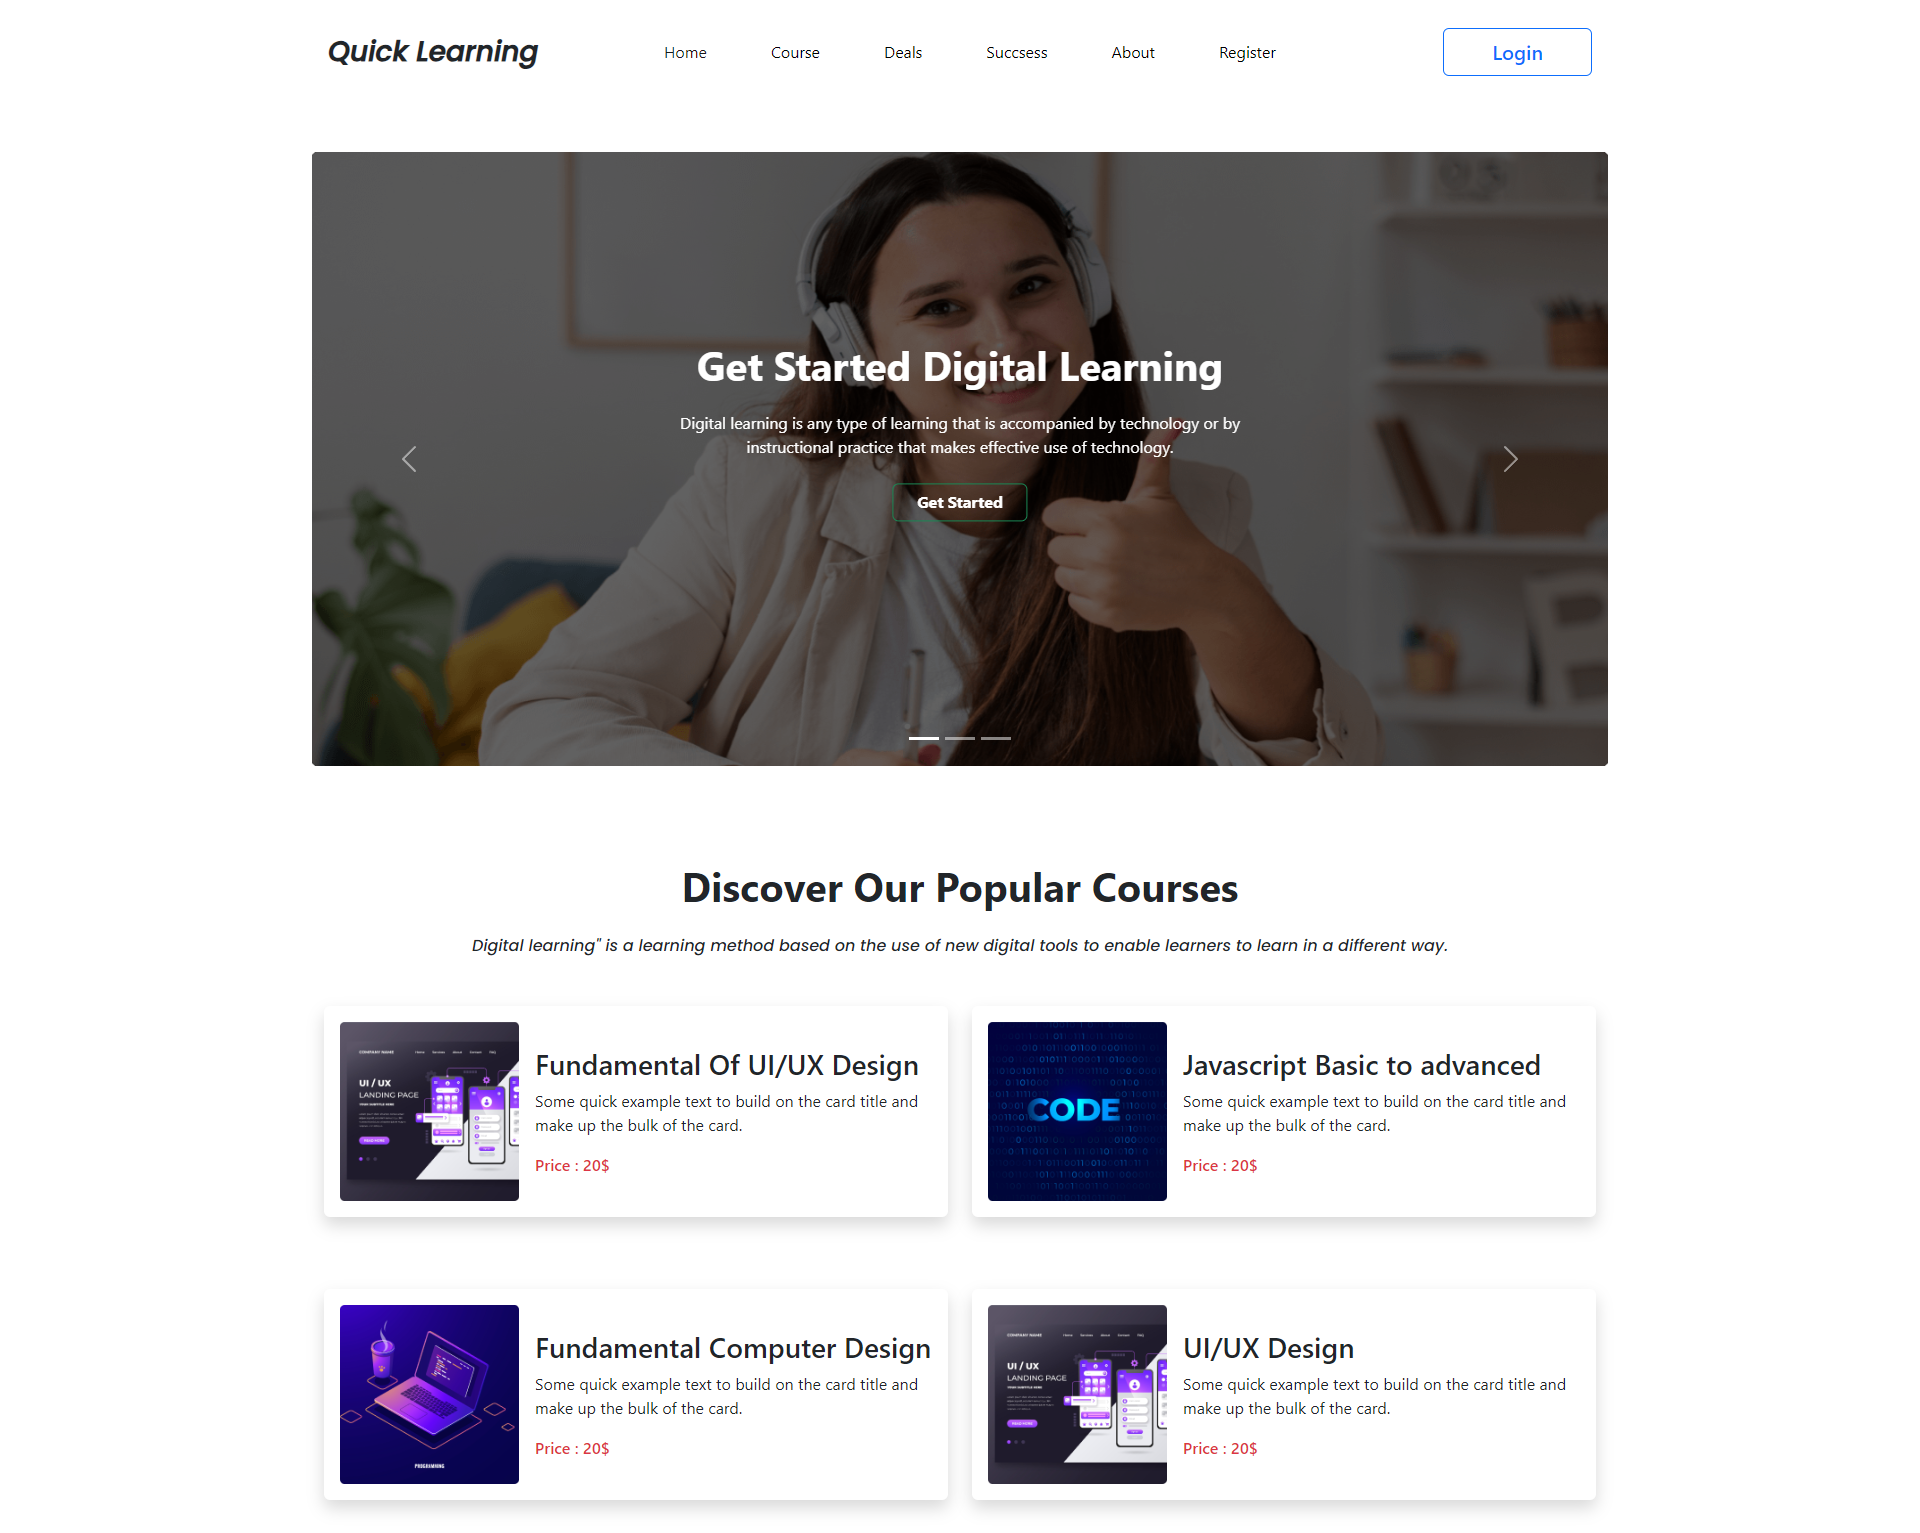 Quick Learning
Home
Course
Deals
Succsess
About
Register
Login
Get Started Digital Learning
Digital learning is any type of learning that is accompanied by technology or by
instructional practice that makes effective use of technology.
Get Started
Discover Our Popular Courses
Digital learning" is a learning method based on the use of new digital tools to enable learners to learn in a different way.
COMPANY NAME
UI / UX
LANDING PAGE
READ MORE
Fundamental Of UI/UX Design
Some quick example text to build on the card title and
make up the bulk of the card.
Price : 20$
CODE
Javascript Basic to advanced
Some quick example text to build on the card title and
make up the bulk of the card.
Price : 20$
PROGRAMMING
Fundamental Computer Design
Some quick example text to build on the card title and
make up the bulk of the card.
Price : 20$
COMPANY NAME
UI / UX
LANDING PAGE
READ MORE
UI/UX Design
Some quick example text to build on the card title and
make up the bulk of the card.
Price : 20$